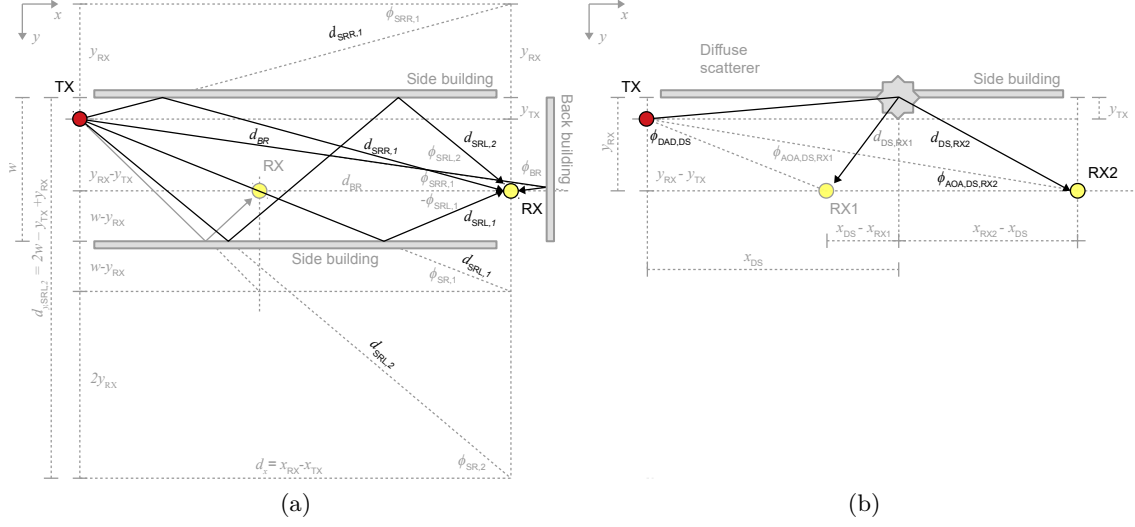 x
y
ϕSRR,1
dSRR,1
yRX
yRX
TX
Side building
yTX
Back building
dBR
dSRR,1
dSRL,2
w
RX
ϕSRL,2
ϕBR
yRX-yTX
dBR
ϕSRR,1
-ϕSRL,1
RX
w-yRX
dSRL,1
Side building
w-yRX
dSRL,1
ϕSR,1
dy,SRL,2 = 2w – yTX +yRX
dSRL,2
2yRX
dx = xRX-xTX
ϕSR,2
(a)
x
y
Diffuse
scatterer
TX
Side building
yTX
yRX
ϕDAD,DS
dDS,RX1
dDS,RX2
ϕAOA,DS,RX1
yRX - yTX
ϕAOA,DS,RX2
RX2
RX1
xDS - xRX1
xRX2 - xDS
xDS
(b)